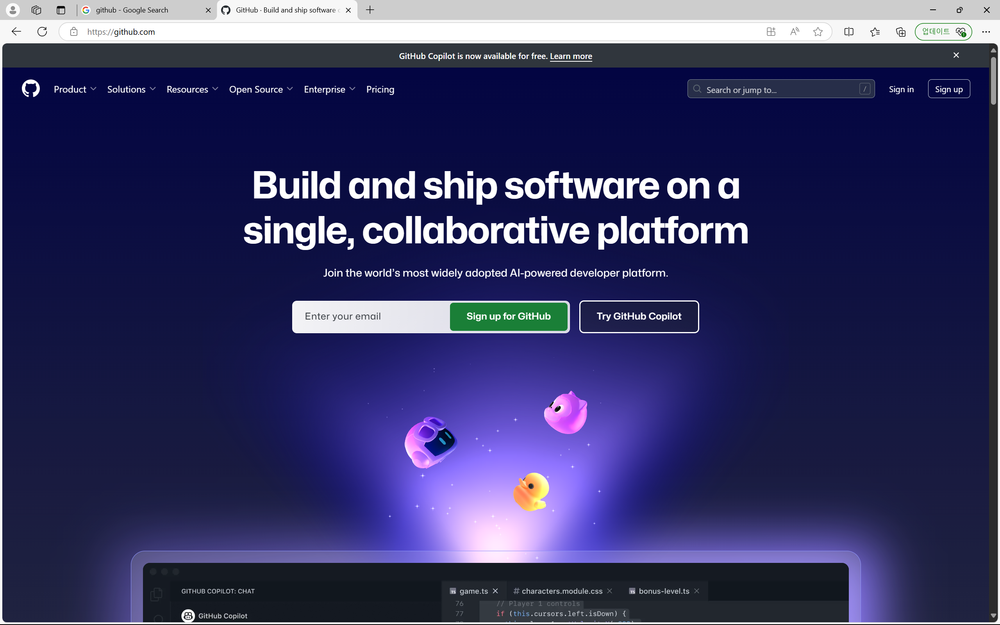 github - Google Search
GitHub · Build and ship software
https://github.com
업데이트
GitHub Copilot is now available for free. Learn more
Product
Solutions
Resources
Open Source
Enterprise
Pricing
Search or jump to...
/
Sign in
Sign up
Build and ship software on a
single, collaborative platform
Join the world’s most widely adopted AI-powered developer platform.
Enter your email
Sign up for GitHub
Try GitHub Copilot
GITHUB COPILOT: CHAT
TS game.ts
# characters.module.css
TS bonus-level.ts
76 // Player 1 controls
77 if (this.cursors.left.isDown) {
GitHub Copilot